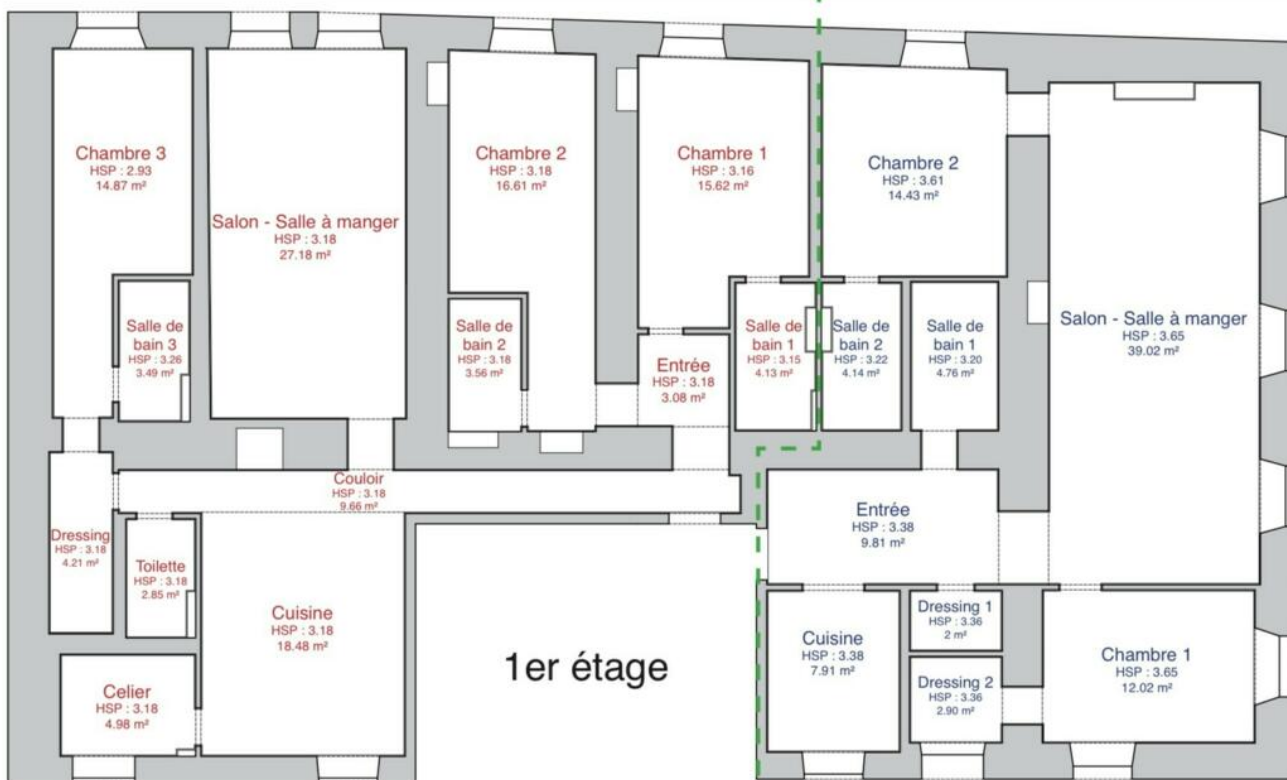 Chambre 3
HSP : 2.93
14.87 m²
Salon - Salle à manger
HSP : 3.18
27.18 m²
Chambre 2
HSP : 3.18
16.61 m²
Chambre 1
HSP : 3.16
15.62 m²
Chambre 2
HSP : 3.61
14.43 m²
Salon - Salle à manger
HSP : 3.65
39.02 m²
Salle de
bain 3
HSP : 3.26
3.49 m²
Salle de
bain 2
HSP : 3.18
3.56 m²
Entrée
HSP : 3.18
3.08 m²
Salle de
bain 1
HSP : 3.15
4.13 m²
Salle de
bain 2
HSP : 3.22
4.14 m²
Salle de
bain 1
HSP : 3.20
4.76 m²
Couloir
HSP : 3.18
9.66 m²
Entrée
HSP : 3.38
9.81 m²
Dressing
HSP : 3.18
4.21 m²
Toilette
HSP : 3.18
2.85 m²
Cuisine
HSP : 3.18
18.48 m²
1er étage
Cuisine
HSP : 3.38
7.91 m²
Dressing 1
HSP : 3.36
2 m²
Dressing 2
HSP : 3.36
2.90 m²
Chambre 1
HSP : 3.65
12.02 m²
Celier
HSP : 3.18
4.98 m²